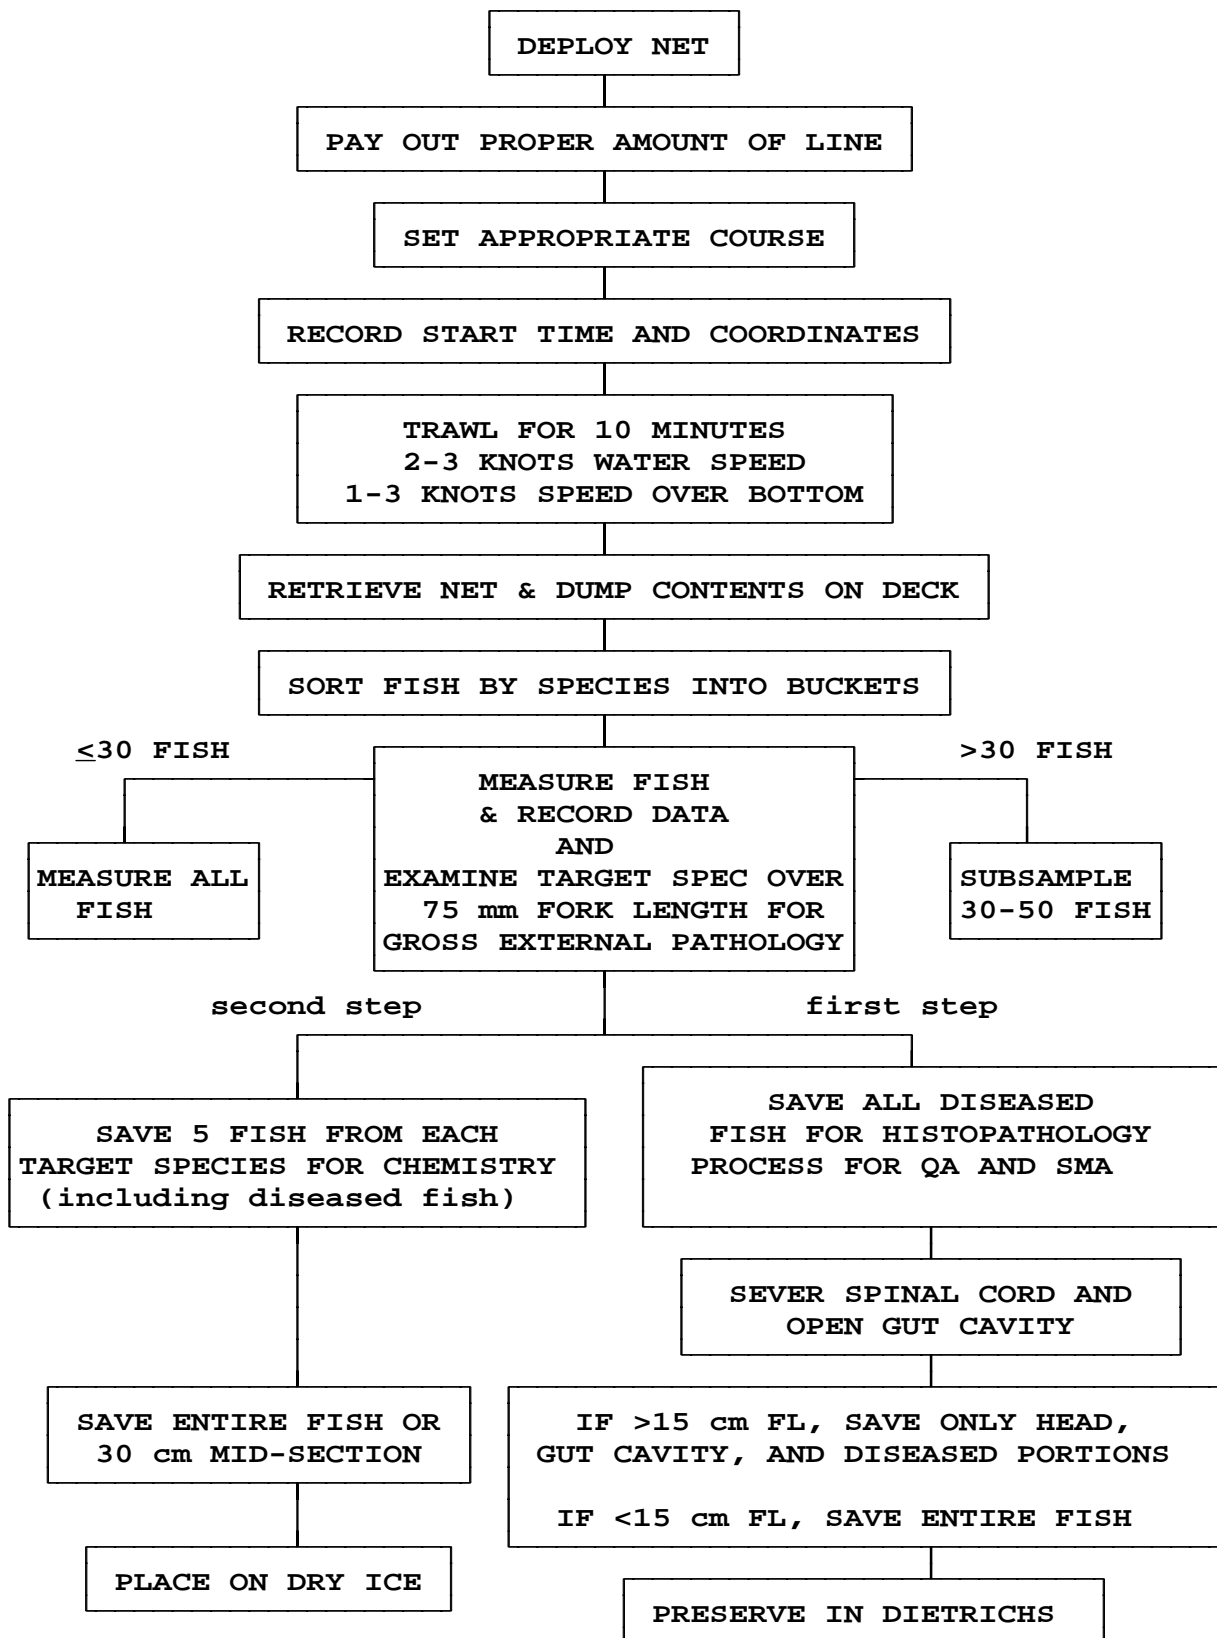 DEPLOY NET
PAY OUT PROPER AMOUNT OF LINE
SET APPROPRIATE COURSE
RECORD START TIME AND COORDINATES
TRAWL FOR 10 MINUTES
2-3 KNOTS WATER SPEED
1-3 KNOTS SPEED OVER BOTTOM
RETRIEVE NET & DUMP CONTENTS ON DECK
SORT FISH BY SPECIES INTO BUCKETS
≤30 FISH
>30 FISH
MEASURE FISH
& RECORD DATA
AND
EXAMINE TARGET SPEC OVER
75 mm FORK LENGTH FOR
GROSS EXTERNAL PATHOLOGY
MEASURE ALL
FISH
SUBSAMPLE
30-50 FISH
second step
first step
SAVE 5 FISH FROM EACH
TARGET SPECIES FOR CHEMISTRY
(including diseased fish)
SAVE ALL DISEASED
FISH FOR HISTOPATHOLOGY
PROCESS FOR QA AND SMA
SEVER SPINAL CORD AND
OPEN GUT CAVITY
SAVE ENTIRE FISH OR
30 cm MID-SECTION
IF >15 cm FL, SAVE ONLY HEAD,
GUT CAVITY, AND DISEASED PORTIONS
IF <15 cm FL, SAVE ENTIRE FISH
PLACE ON DRY ICE
PRESERVE IN DIETRICHS